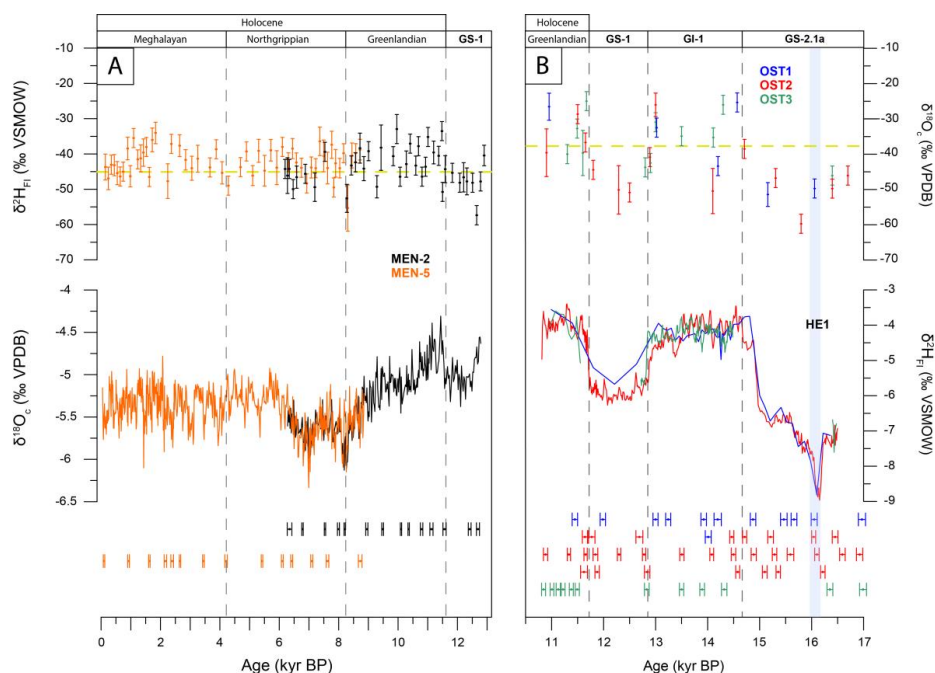 Holocene
Meghalayan Northgrippian Greenlandian GS-1
A
δ²H_FI (‰ VSMOW)
-10
-20
-30
-40
-50
-60
-70
MEN-2
MEN-5
δ¹⁸O_c (‰ VPDB)
-4
-4.5
-5
-5.5
-6
-6.5
0 2 4 6 8 10 12
Age (kyr BP)
Holocene
Greenlandian GS-1 GI-1 GS-2.1a
B
OST1
OST2
OST3
δ¹⁸O_c (‰ VPDB)
-10
-20
-30
-40
-50
-60
-70
HE1
δ²H_FI (‰ VSMOW)
-3
-4
-5
-6
-7
-8
-9
11 12 13 14 15 16 17
Age (kyr BP)